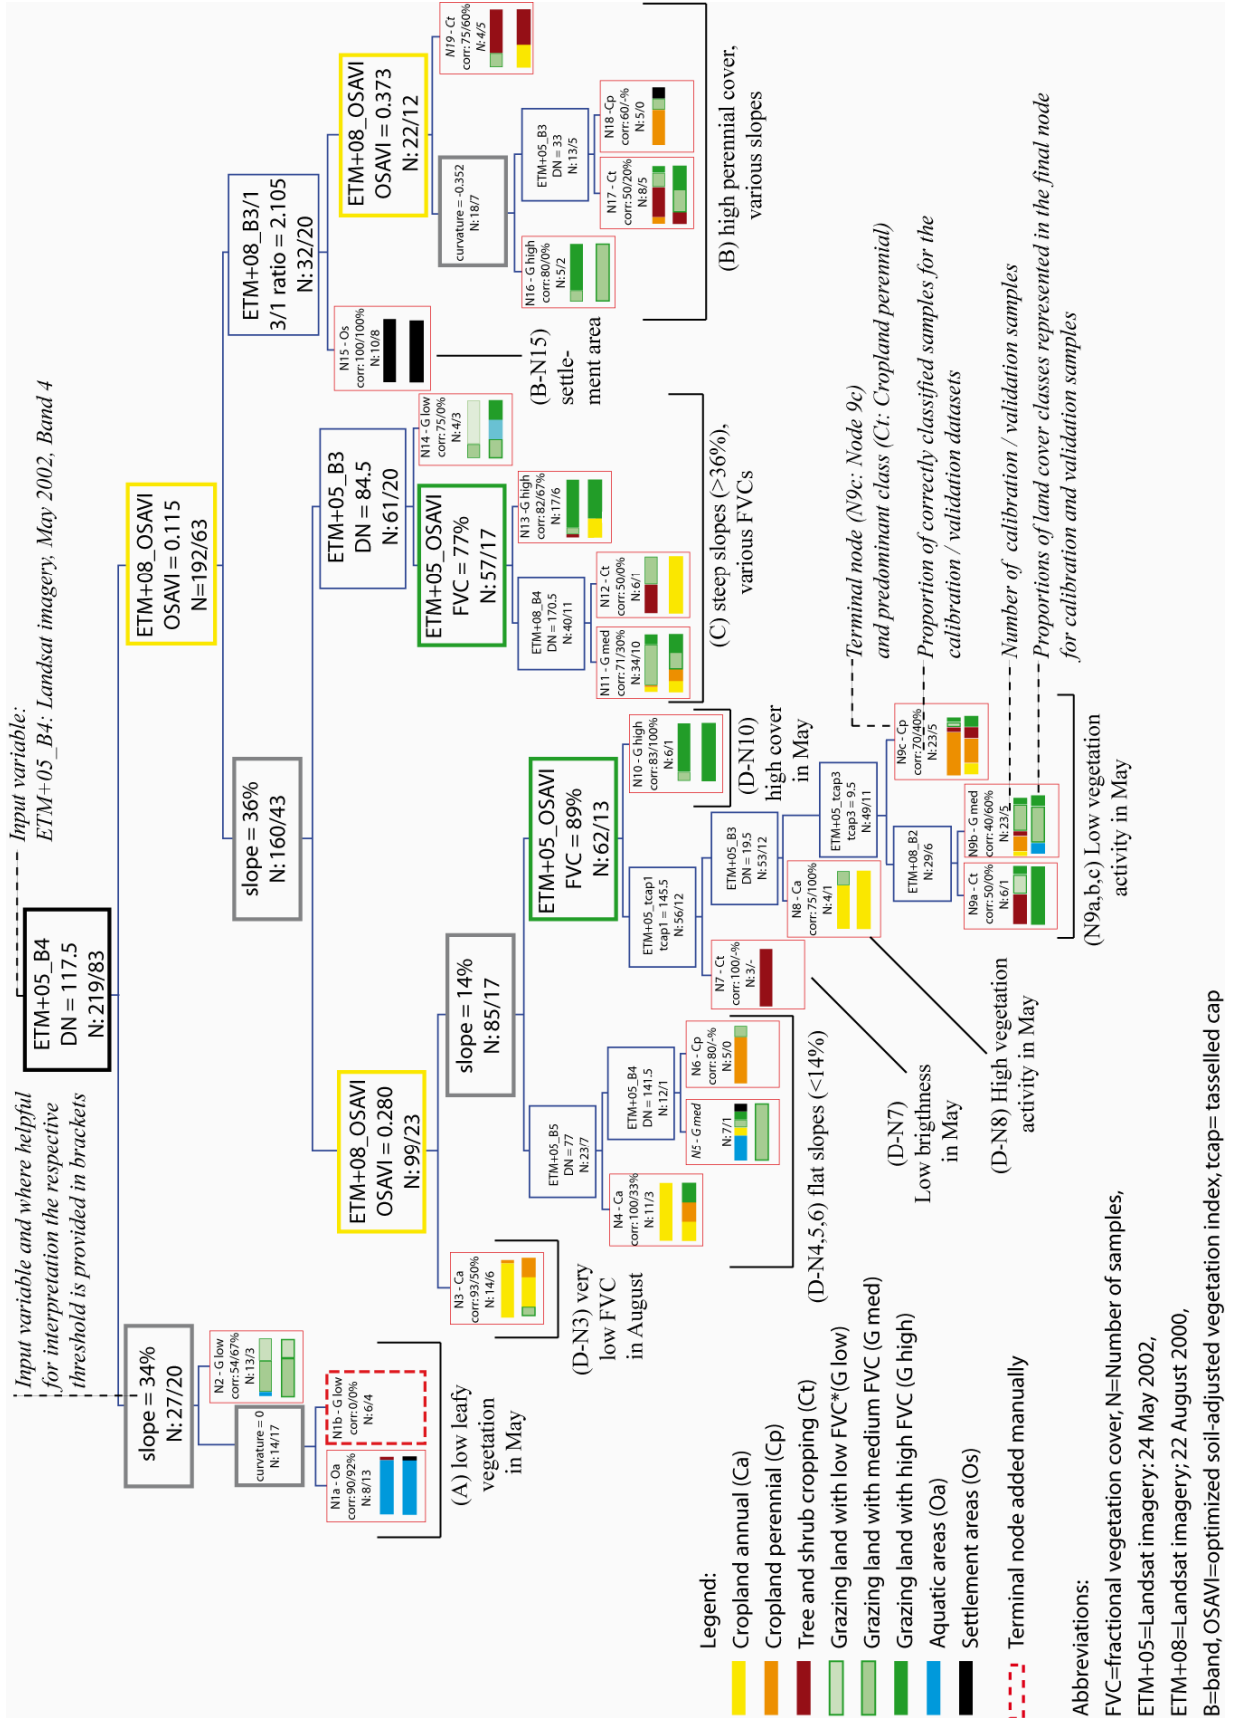 Input variable and where helpful
for interpretation the respective
threshold is provided in brackets
Input variable:
ETM+05_B4: Landsat imagery, May 2002, Band 4
ETM+05_B4
DN = 117.5
N:219/83
slope = 34%
N: 27/20
ETM+08_OSAVI
OSAVI = 0.1115
N=192/63
curvature = 0
N:14/17
N2 - G low
corr: 54/67%
N: 13/3
N1a - Oa
corr: 90/92%
N: 8/13
N1b - G low
corr: 0/0%
N: 6/4
(A) low leafy
vegetation
in May
slope = 36%
N: 160/43
ETM+08_B3/1
3/1 ratio = 2.105
N: 32/20
ETM+08_OSAVI
OSAVI = 0.280
N: 99/23
ETM+05_B3
DN = 84.5
N: 61/20
N15 - Os
corr: 100/100%
N: 10/8
ETM+08_OSAVI
OSAVI = 0.373
N: 22/12
N3 - Ca
corr: 93/50%
N: 14/6
(D-N3) very
low FVC
in August
slope = 14%
N: 85/17
ETM+05_OSAVI
FVC = 77%
N: 57/17
N14 - G low
corr: 75/0%
N: 4/3
(B-N15)
settle-
ment area
curvature = -0.352
N: 18/7
N19 - Ct
corr: 75/60%
N: 4/5
ETM+05_B5
DN = 77
N: 23/7
ETM+05_OSAVI
FVC = 89%
N: 62/13
ETM+08_B4
DN = 170.5
N: 40/11
N13 -G high
corr: 82/67%
N: 17/6
N16 - G high
corr: 80/0%
N: 5/2
ETM+05_B3
DN = 33
N: 13/5
N4 - Ca
corr: 100/33%
N: 11/3
ETM+05_B4
DN = 141.5
N: 12/1
ETM+05_tcap1
tcap1 = 145.5
N: 56/12
N10 - G high
corr: 83/100%
N: 6/1
N11 - G med
corr: 71/30%
N: 34/10
N12 - Ct
corr: 50/0%
N: 6/1
N17 - Ct
corr: 50/20%
N: 8/5
N18 -Cp
corr: 60/-%
N: 5/0
N5 - G med
N: 7/1
N6 - Cp
corr: 80/-%
N: 5/0
(D-N4,5,6) flat slopes (<14%)
N7 - Ct
corr: 100/-%
N: 3/-
ETM+05_B3
DN = 19.5
N: 53/12
(D-N10)
high cover
in May
(C) steep slopes (>36%),
various FVCs
(B) high perennial cover,
various slopes
N8 - Ca
corr: 75/100%
N: 4/1
ETM+05_tcap3
tcap3 = 9.5
N: 49/11
ETM+08_B2
N: 29/6
N9c - Cp
corr: 70/40%
N: 23/5
N9a - Ct
corr: 50/0%
N: 6/1
N9b - G med
corr: 40/60%
N: 23/5
(D-N7)
Low brigthness
in May
(D-N8) High vegetation
activity in May
(N9a,b,c) Low vegetation
activity in May
Terminal node (N9c: Node 9c)
and predominant class (Ct: Cropland perennial)
Proportion of correctly classified samples for the
calibration / validation datasets
Number of calibration / validation samples
Proportions of land cover classes represented in the final node
for calibration and validation samples
Legend:
Cropland annual (Ca)
Cropland perennial (Cp)
Tree and shrub cropping (Ct)
Grazing land with low FVC*(G low)
Grazing land with medium FVC (G med)
Grazing land with high FVC (G high)
Aquatic areas (Oa)
Settlement areas (Os)
Terminal node added manually
Abbreviations:
FVC=fractional vegetation cover, N=Number of samples,
ETM+05=Landsat imagery: 24 May 2002,
ETM+08=Landsat imagery; 22 August 2000,
B=band, OSAVI=optimized soil-adjusted vegetation index, tcap= tasselled cap